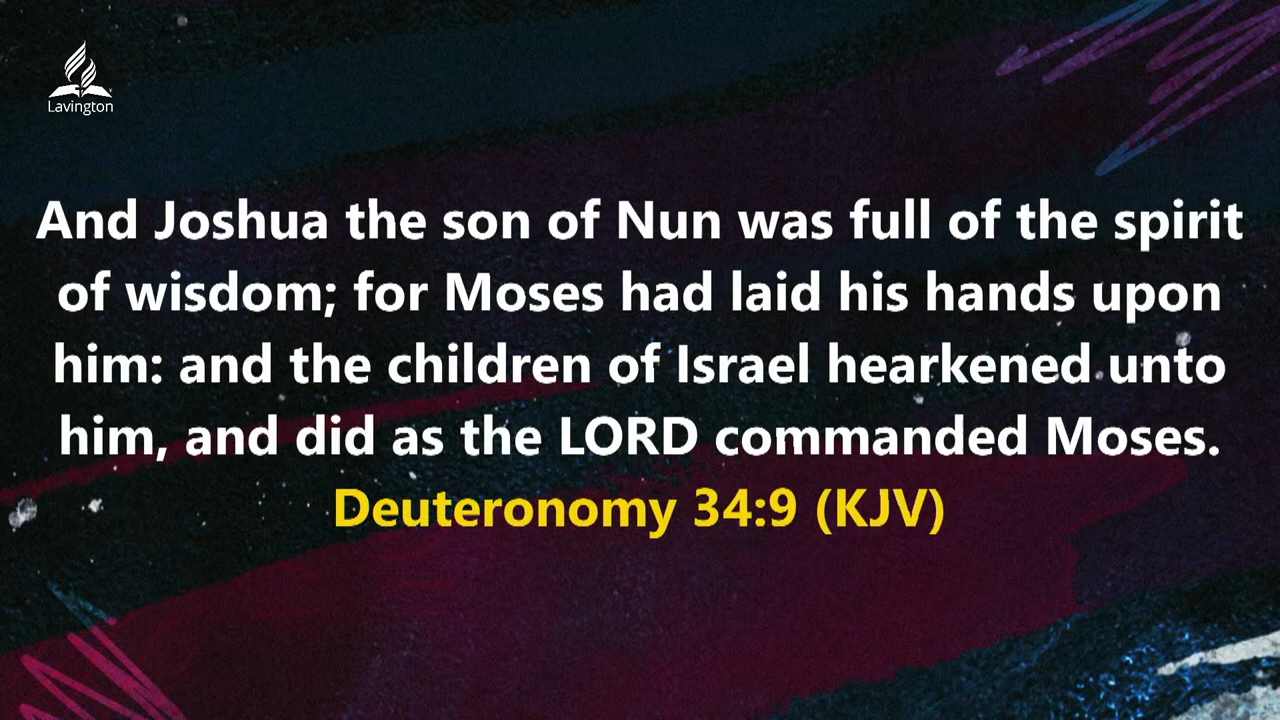 Lavington
And Joshua the son of Nun was full of the spirit
of wisdom; for Moses had laid his hands upon
him: and the children of Israel hearkened unto
him, and did as the LORD commanded Moses.
Deuteronomy 34:9 (KJV)